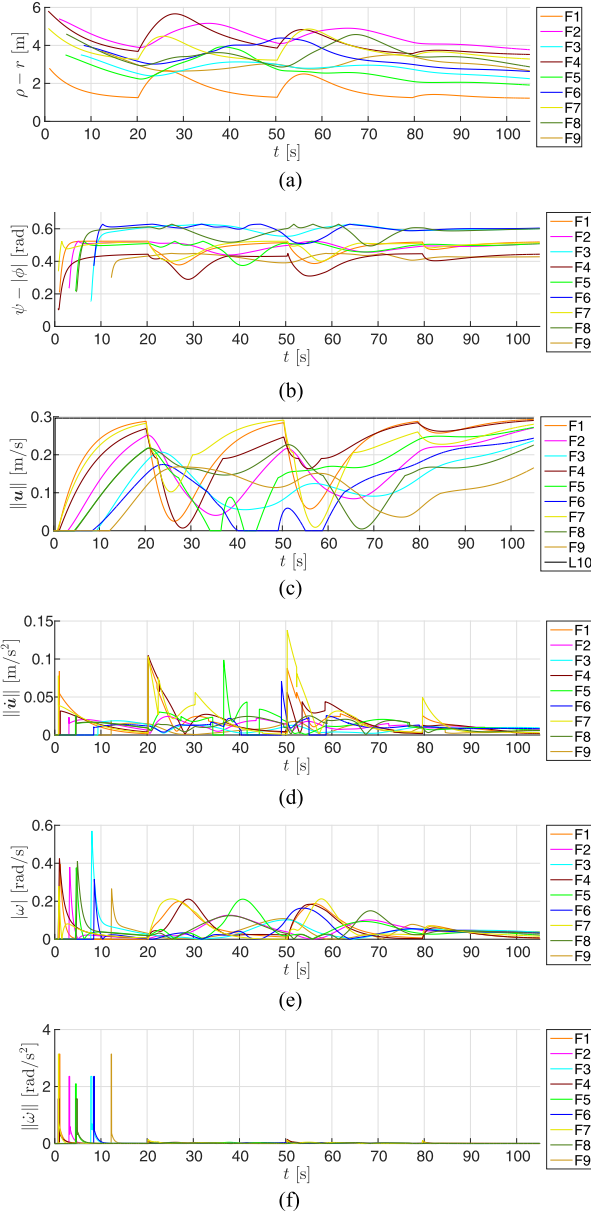 6
4
2
0
ρ − r [m]
0 10 20 30 40 50 60 70 80 90 100
t [s]
F1
F2
F3
F4
F5
F6
F7
F8
F9
(a)
0.6
0.4
0.2
0
ψ − |ϕ| [rad]
0 10 20 30 40 50 60 70 80 90 100
t [s]
F1
F2
F3
F4
F5
F6
F7
F8
F9
(b)
0.3
0.2
0.1
0
||u|| [m/s]
0 10 20 30 40 50 60 70 80 90 100
t [s]
F1
F2
F3
F4
F5
F6
F7
F8
F9
L10
(c)
0.15
0.1
0.05
0
||u̇|| [m/s²]
0 10 20 30 40 50 60 70 80 90 100
t [s]
F1
F2
F3
F4
F5
F6
F7
F8
F9
(d)
0.6
0.4
0.2
0
|ω| [rad/s]
0 10 20 30 40 50 60 70 80 90 100
t [s]
F1
F2
F3
F4
F5
F6
F7
F8
F9
(e)
4
2
0
||ω̇|| [rad/s²]
0 10 20 30 40 50 60 70 80 90 100
t [s]
F1
F2
F3
F4
F5
F6
F7
F8
F9
(f)